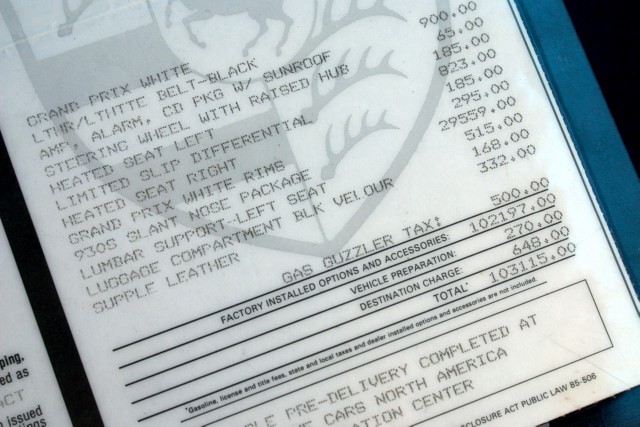 GRAND PRIX WHITE
LTHR/LTHTTE BELT-BLACK
AMP, ALARM, CD PKG W/ SUNROOF 900.00
STEERING WHEEL WITH RAISED HUB 65.00
HEATED SEAT LEFT 185.00
LIMITED SLIP DIFFERENTIAL 823.00
HEATED SEAT RIGHT 185.00
GRAND PRIX WHITE RIMS 295.00
930S SLANT NOSE PACKAGE 29559.00
LUMBAR SUPPORT-LEFT SEAT 515.00
LUGGAGE COMPARTMENT BLK VELOUR 168.00
SUPPLE LEATHER 332.00
GAS GUZZLER TAX: 500.00
FACTORY INSTALLED OPTIONS AND ACCESSORIES: 102197.00
VEHICLE PREPARATION: 270.00
DESTINATION CHARGE: 648.00
TOTAL* 103115.00
*Gasoline, license and title fees, state and local taxes and dealer installed options and accessories are not included.
PRE-DELIVERY COMPLETED AT
CARS NORTH AMERICA
CENTER
ACT PUBLIC LAW 85-506
ed as
ACT
issued